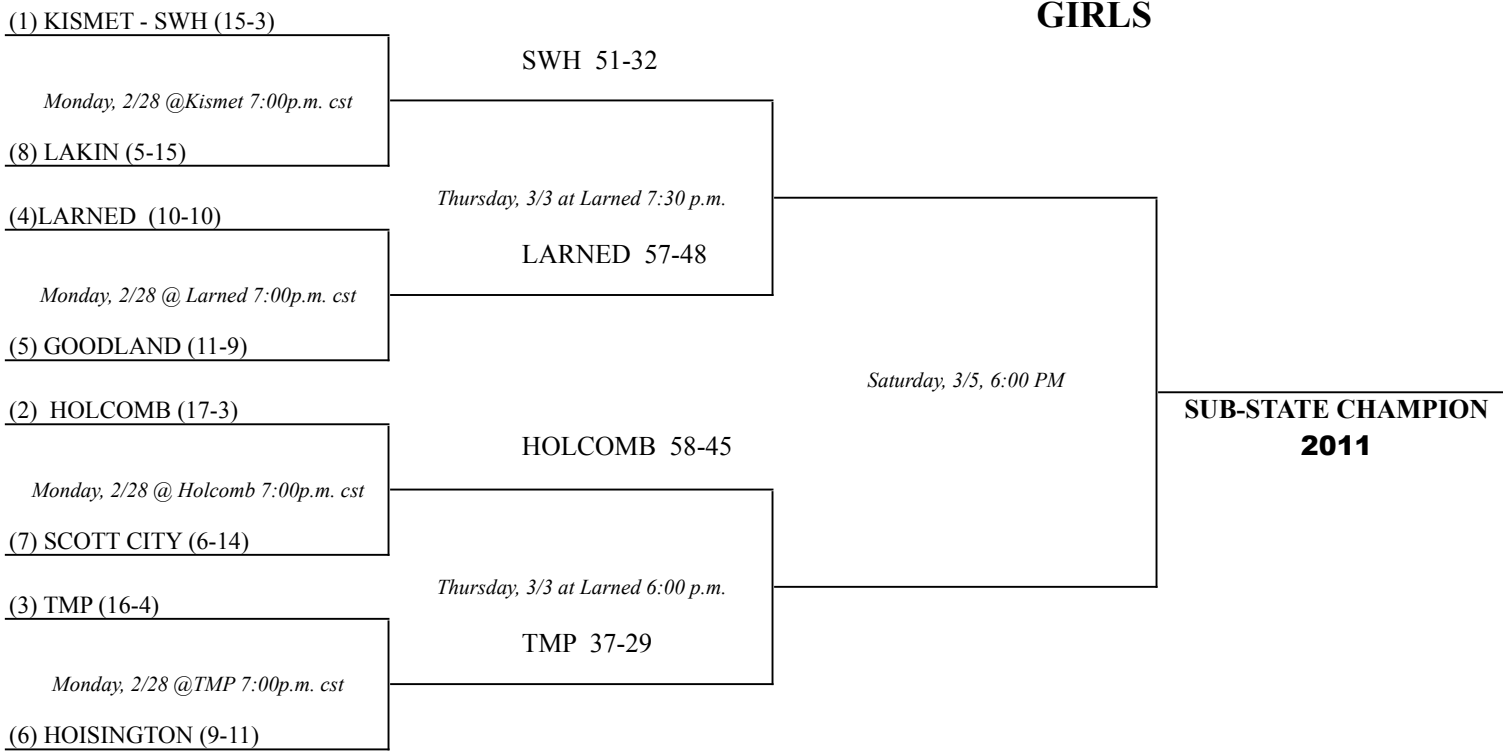 GIRLS
(1) KISMET - SWH (15-3)
SWH 51-32
Monday, 2/28 @Kismet 7:00p.m. cst
(8) LAKIN (5-15)
Thursday, 3/3 at Larned 7:30 p.m.
(4)LARNED (10-10)
LARNED 57-48
Monday, 2/28 @ Larned 7:00p.m. cst
(5) GOODLAND (11-9)
Saturday, 3/5, 6:00 PM
(2) HOLCOMB (17-3)
SUB-STATE CHAMPION
2011
HOLCOMB 58-45
Monday, 2/28 @ Holcomb 7:00p.m. cst
(7) SCOTT CITY (6-14)
Thursday, 3/3 at Larned 6:00 p.m.
(3) TMP (16-4)
TMP 37-29
Monday, 2/28 @TMP 7:00p.m. cst
(6) HOISINGTON (9-11)